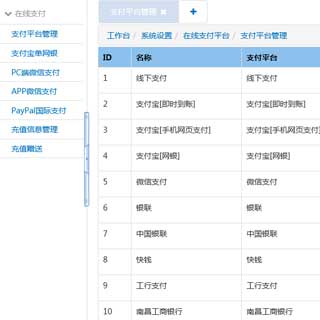 在线支付
支付平台管理
支付宝单网银
PC端微信支付
APP微信支付
PayPal国际支付
充值信息管理
充值赠送
支付平台管理 ✖
+
工作台 / 系统设置 / 在线支付平台 / 支付平台管理
ID 名称 支付平台
1 线下支付 线下支付
2 支付宝[即时到账] 支付宝[即时到账]
3 支付宝[手机网页支付] 支付宝[手机网页支付]
4 支付宝[网银] 支付宝[网银]
5 微信支付 微信支付
6 银联 银联
7 中国银联 中国银联
8 快钱 快钱
9 工行支付 工行支付
10 南昌工商银行 南昌工商银行